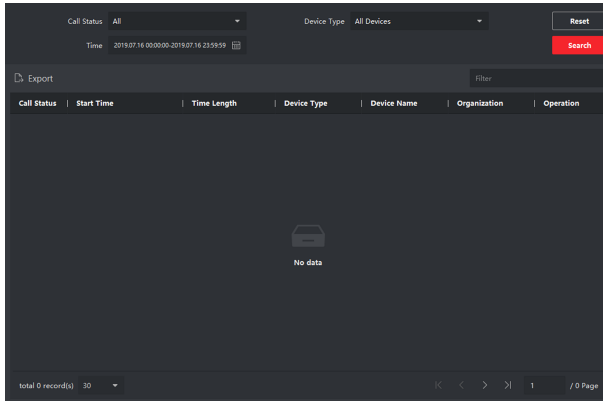 Call Status All Device Type All Devices Reset
Time 2019.07.16 00:00:00-2019.07.16 23:59:59 Search
Export Filter
Call Status | Start Time | Time Length | Device Type | Device Name | Organization | Operation
No data
total 0 record(s) 30 1 / 0 Page